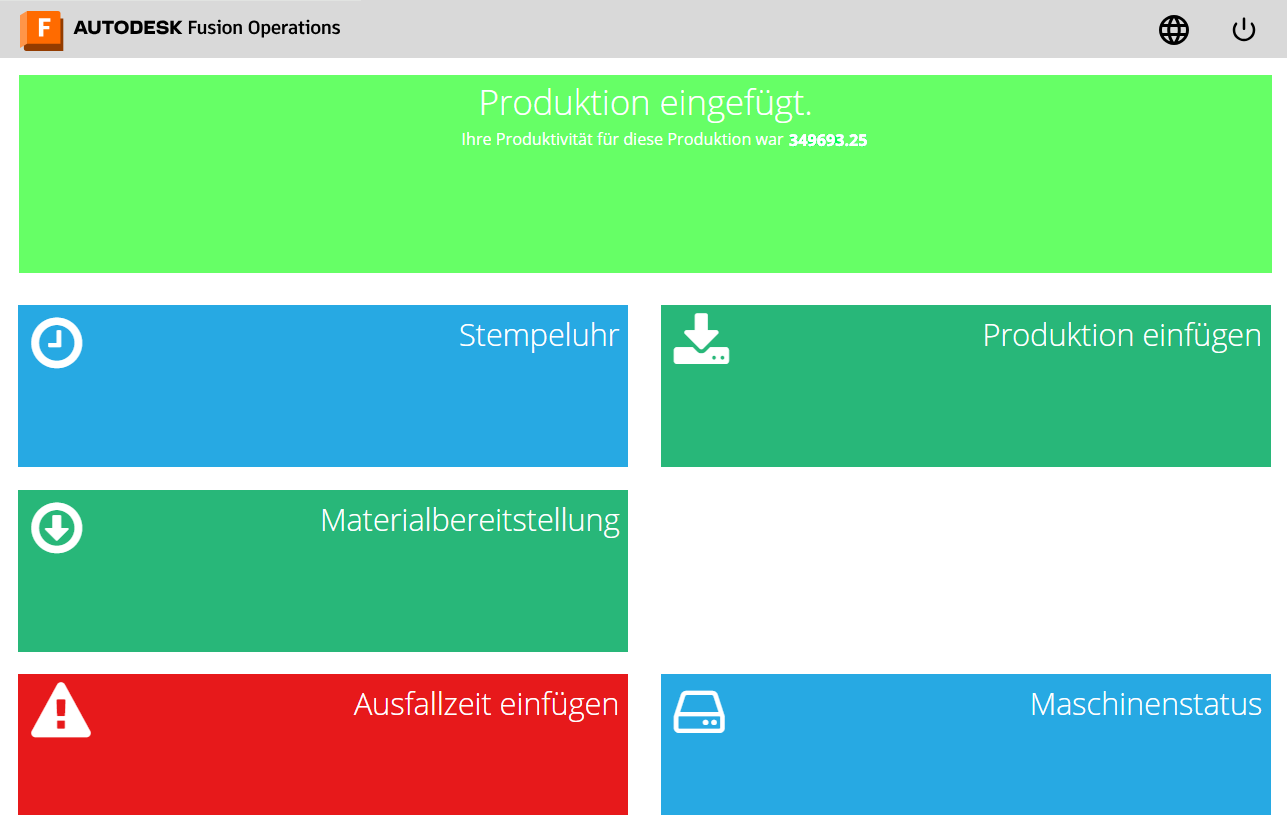 F AUTODESK Fusion Operations
Produktion eingefügt.
Ihre Produktivität für diese Produktion war 349693.25
Stempeluhr
Produktion einfügen
Materialbereitstellung
Ausfallzeit einfügen
Maschinenstatus